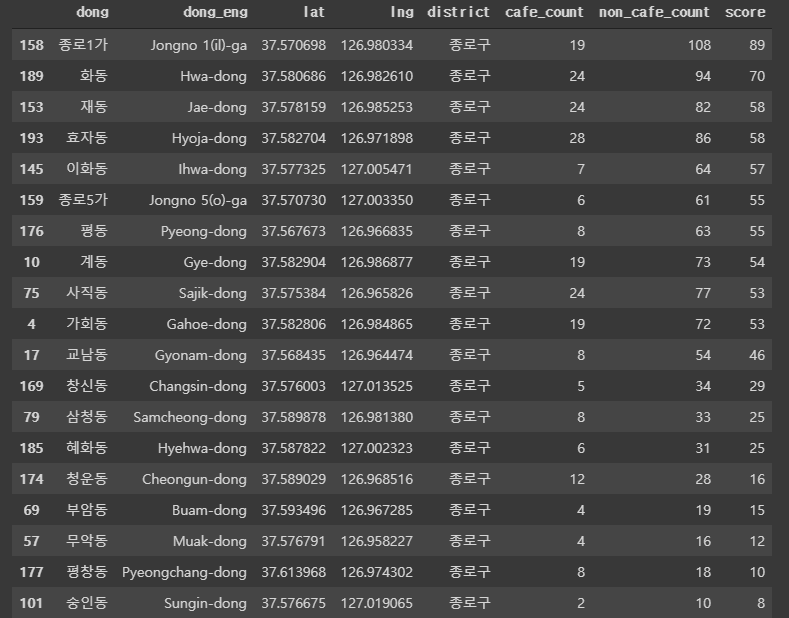 dong dong_eng lat lng district cafe_count non_cafe_count score
158 종로1가 Jongno 1(il)-ga 37.570698 126.980334 종로구 19 108 89
189 화동 Hwa-dong 37.580686 126.982610 종로구 24 94 70
153 재동 Jae-dong 37.578159 126.985253 종로구 24 82 58
193 효자동 Hyoja-dong 37.582704 126.971898 종로구 28 86 58
145 이화동 Ihwa-dong 37.577325 127.005471 종로구 7 64 57
159 종로5가 Jongno 5(o)-ga 37.570730 127.003350 종로구 6 61 55
176 평동 Pyeong-dong 37.567673 126.966835 종로구 8 63 55
10 계동 Gye-dong 37.582904 126.986877 종로구 19 73 54
75 사직동 Sajik-dong 37.575384 126.965826 종로구 24 77 53
4 가회동 Gahoe-dong 37.582806 126.984865 종로구 19 72 53
17 교남동 Gyonam-dong 37.568435 126.964474 종로구 8 54 46
169 창신동 Changsin-dong 37.576003 127.013525 종로구 5 34 29
79 삼청동 Samcheong-dong 37.589878 126.981380 종로구 8 33 25
185 혜화동 Hyehwa-dong 37.587822 127.002323 종로구 6 31 25
174 청운동 Cheongun-dong 37.589029 126.968516 종로구 12 28 16
69 부암동 Buam-dong 37.593496 126.967285 종로구 4 19 15
57 무악동 Muak-dong 37.576791 126.958227 종로구 4 16 12
177 평창동 Pyeongchang-dong 37.613968 126.974302 종로구 8 18 10
101 숭인동 Sungin-dong 37.576675 127.019065 종로구 2 10 8